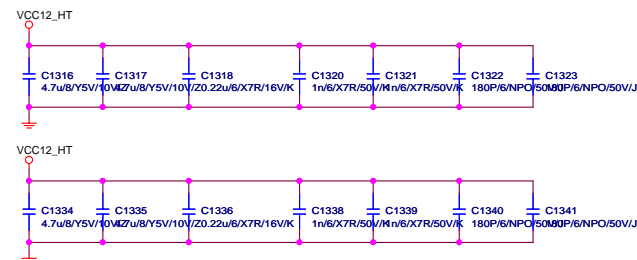 VCC12_HT
C1316 C1317 C1318 C1320 C1321 C1322 C1323
4.7u/8/Y5V/10V/Z 4.7u/8/Y5V/10V/Z 0.22u/6/X7R/16V/K 1n/6/X7R/50V/K 1n/6/X7R/50V/K 180P/6/NPO/50V/J 180P/6/NPO/50V/J
VCC12_HT
C1334 C1335 C1336 C1338 C1339 C1340 C1341
4.7u/8/Y5V/10V/Z 4.7u/8/Y5V/10V/Z 0.22u/6/X7R/16V/K 1n/6/X7R/50V/K 1n/6/X7R/50V/K 180P/6/NPO/50V/J 180P/6/NPO/50V/J